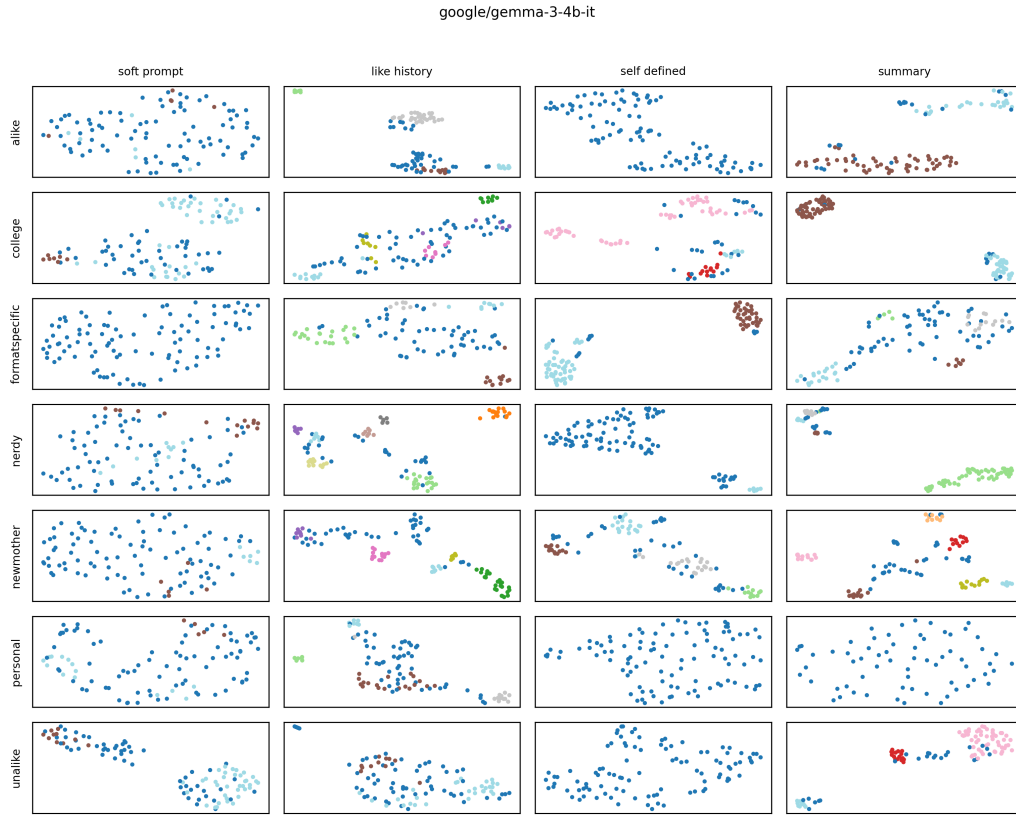 google/gemma-3-4b-it
soft prompt
like history
self defined
summary
alike
college
formatspecific
nerdy
newmother
personal
unalike